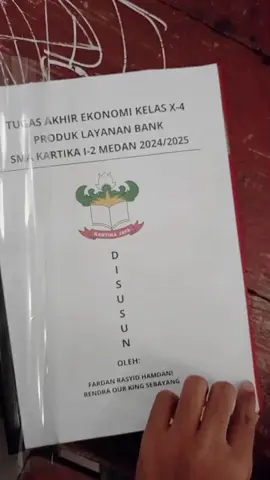 TUGAS AKHIR EKONOMI KELAS X-4
PRODUK LAYANAN BANK
SMA KARTIKA I-2 MEDAN 2024/2025
KARTIKA JAYA
D
I
S
U
S
U
N
OLEH:
FARDAN RASYID HAMDANI
RENDRA OUR KING SEBAYANG